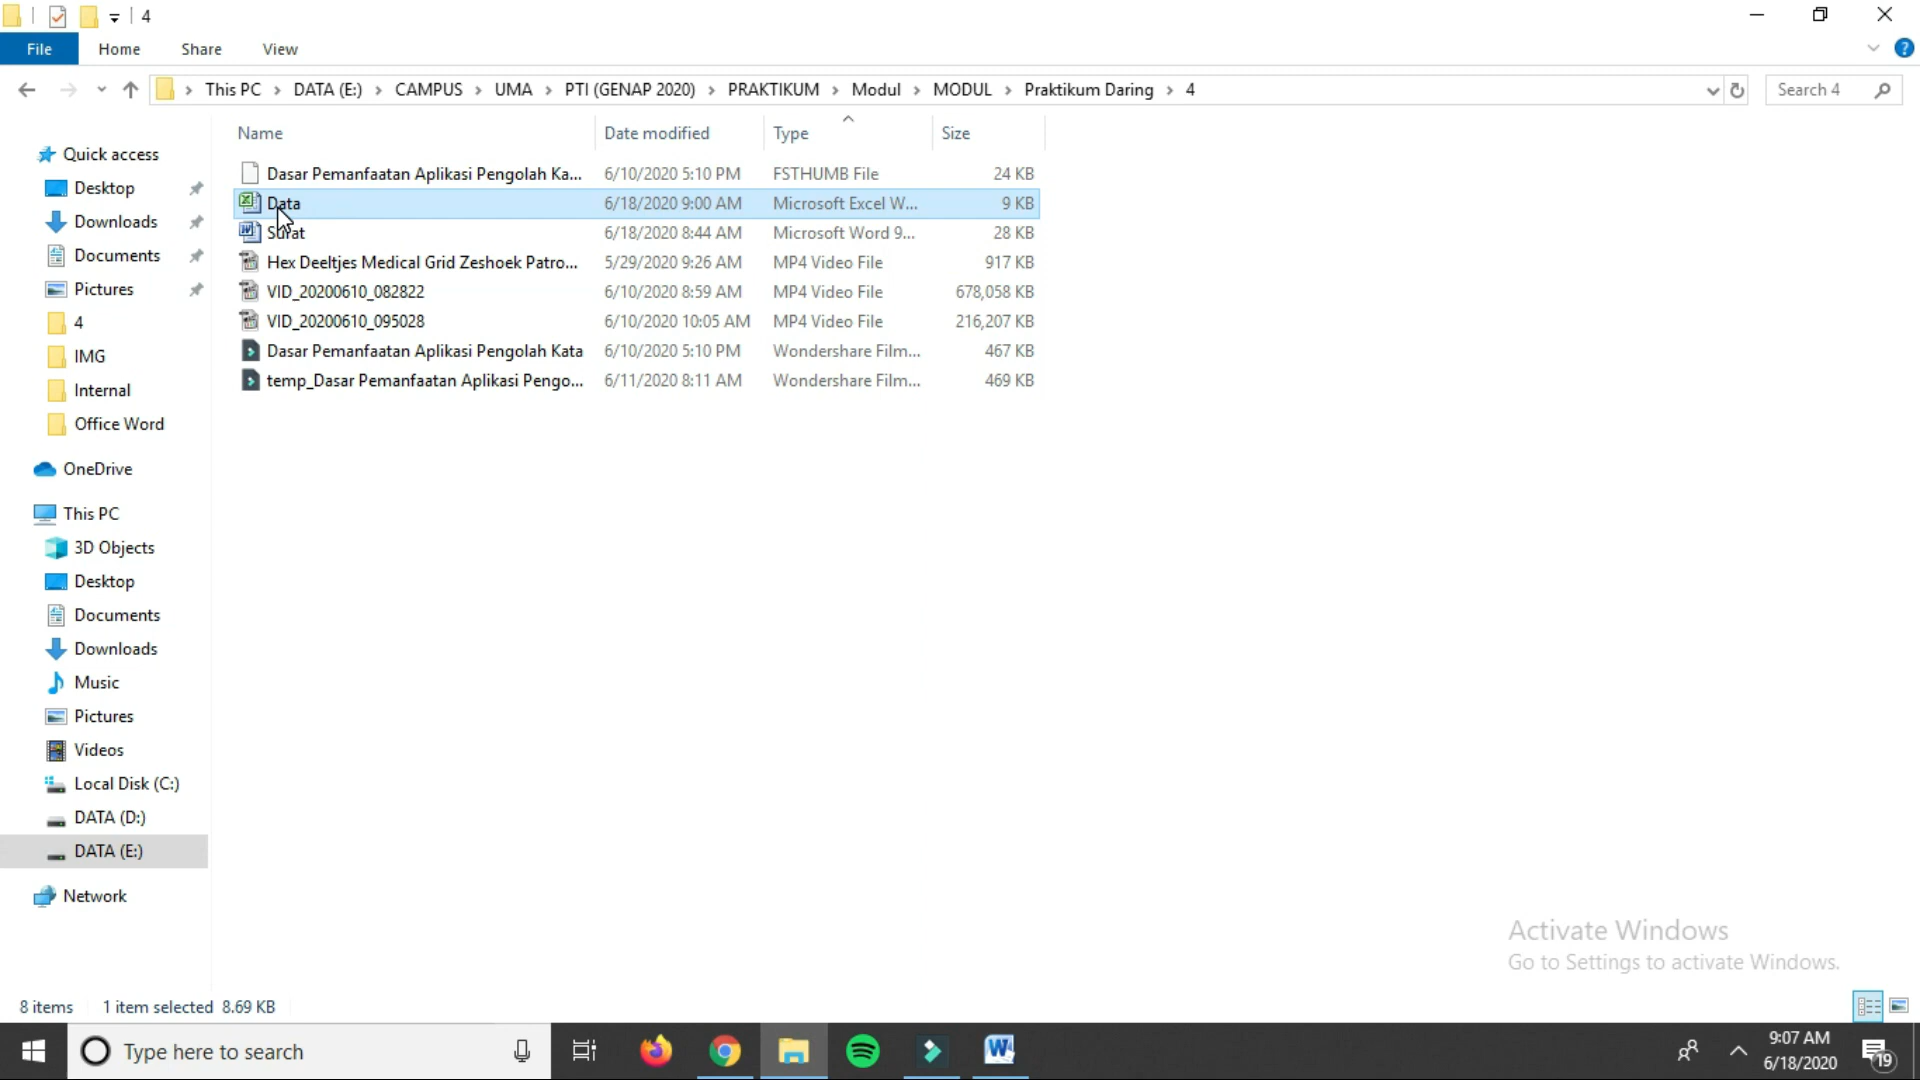 4
File Home Share View
This PC DATA (E:) CAMPUS UMA PTI (GENAP 2020) PRAKTIKUM Modul MODUL Praktikum Daring 4
Search 4
Name Date modified Type Size
Dasar Pemanfaatan Aplikasi Pengolah Ka... 6/10/2020 5:10 PM FSTHUMB File 24 KB
Data 6/18/2020 9:00 AM Microsoft Excel W... 9 KB
Surat 6/18/2020 8:44 AM Microsoft Word 9... 28 KB
Hex Deeltjes Medical Grid Zeshoek Patro... 5/29/2020 9:26 AM MP4 Video File 917 KB
VID_20200610_082822 6/10/2020 8:59 AM MP4 Video File 678,058 KB
VID_20200610_095028 6/10/2020 10:05 AM MP4 Video File 216,207 KB
Dasar Pemanfaatan Aplikasi Pengolah Kata 6/10/2020 5:10 PM Wondershare Film... 467 KB
temp_Dasar Pemanfaatan Aplikasi Pengo... 6/11/2020 8:11 AM Wondershare Film... 469 KB
Quick access
Desktop
Downloads
Documents
Pictures
4
IMG
Internal
Office Word
OneDrive
This PC
3D Objects
Desktop
Documents
Downloads
Music
Pictures
Videos
Local Disk (C:)
DATA (D:)
DATA (E:)
Network
Activate Windows
Go to Settings to activate Windows.
8 items 1 item selected 8.69 KB
Type here to search
9:07 AM
6/18/2020
19